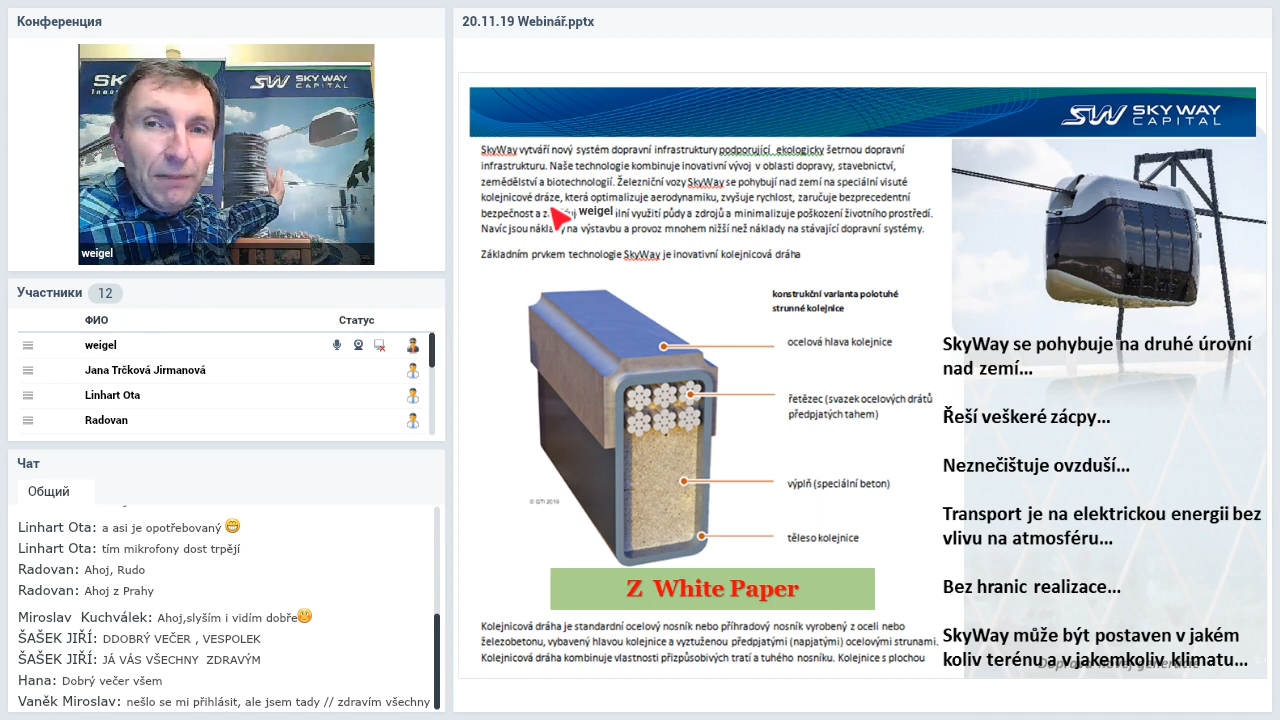 Конференция
SK
SW SKY WAY
CAPITAL
weigel
Участники 12
ФИО Статус
weigel
Jana Trčková Jirmanová
Linhart Ota
Radovan
Чат
Общий
Linhart Ota: a asi je opotřebovaný
Linhart Ota: tím mikrofony dost trpějí
Radovan: Ahoj, Rudo
Radovan: Ahoj z Prahy
Miroslav Kuchválek: Ahoj,slyším i vidím dobře
ŠAŠEK JIŘÍ: DDOBRÝ VEČER , VESPOLEK
ŠAŠEK JIŘÍ: JÁ VÁS VŠECHNY ZDRAVÝM
Hana: Dobrý večer všem
Vaněk Miroslav: nešlo se mi přihlásit, ale jsem tady // zdravím všechny
20.11.19 Webinář.pptx
SW SKY WAY
CAPITAL
SkyWay vytváří nový systém dopravní infrastruktury podporující ekologicky šetrnou dopravní
infrastrukturu. Naše technologie kombinuje inovativní vývoj v oblasti dopravy, stavebnictví,
zemědělství a biotechnologií. Železniční vozy SkyWay se pohybují nad zemí na speciální visuté
kolejnicové dráze, která optimalizuje aerodynamiku, zvyšuje rychlost, zaručuje bezprecedentní
bezpečnost a weigel využití půdy a zdrojů a minimalizuje poškození životního prostředí.
Navíc jsou na výstavbu a provoz mnohem nižší než náklady na stávající dopravní systémy.
Základním prvkem technologie SkyWay je inovativní kolejnicová dráha
konstrukční varianta polotuhé
strunné kolejnice
ocelová hlava kolejnice
řetězec (svazek ocelových drátů
předpjatých tahem)
výplň (speciální beton)
těleso kolejnice
© GTI 2019
Z White Paper
Kolejnicová dráha je standardní ocelový nosník nebo příhradový nosník vyrobený z oceli nebo
železobetonu, vybavený hlavou kolejnice a vyztuženou předpjatými (napjatými) ocelovými strunami.
Kolejnicová dráha kombinuje vlastnosti přizpůsobivých tratí a tuhého nosníku. Kolejnice s plochou
SkyWay se pohybuje na druhé úrovní
nad zemí...
Řeší veškeré zácpy...
Neznečištuje ovzduší...
Transport je na elektrickou energii bez
vlivu na atmosféru...
Bez hranic realizace...
SkyWay může být postaven v jakém
koliv terénu a v jakemkoliv klimatu...